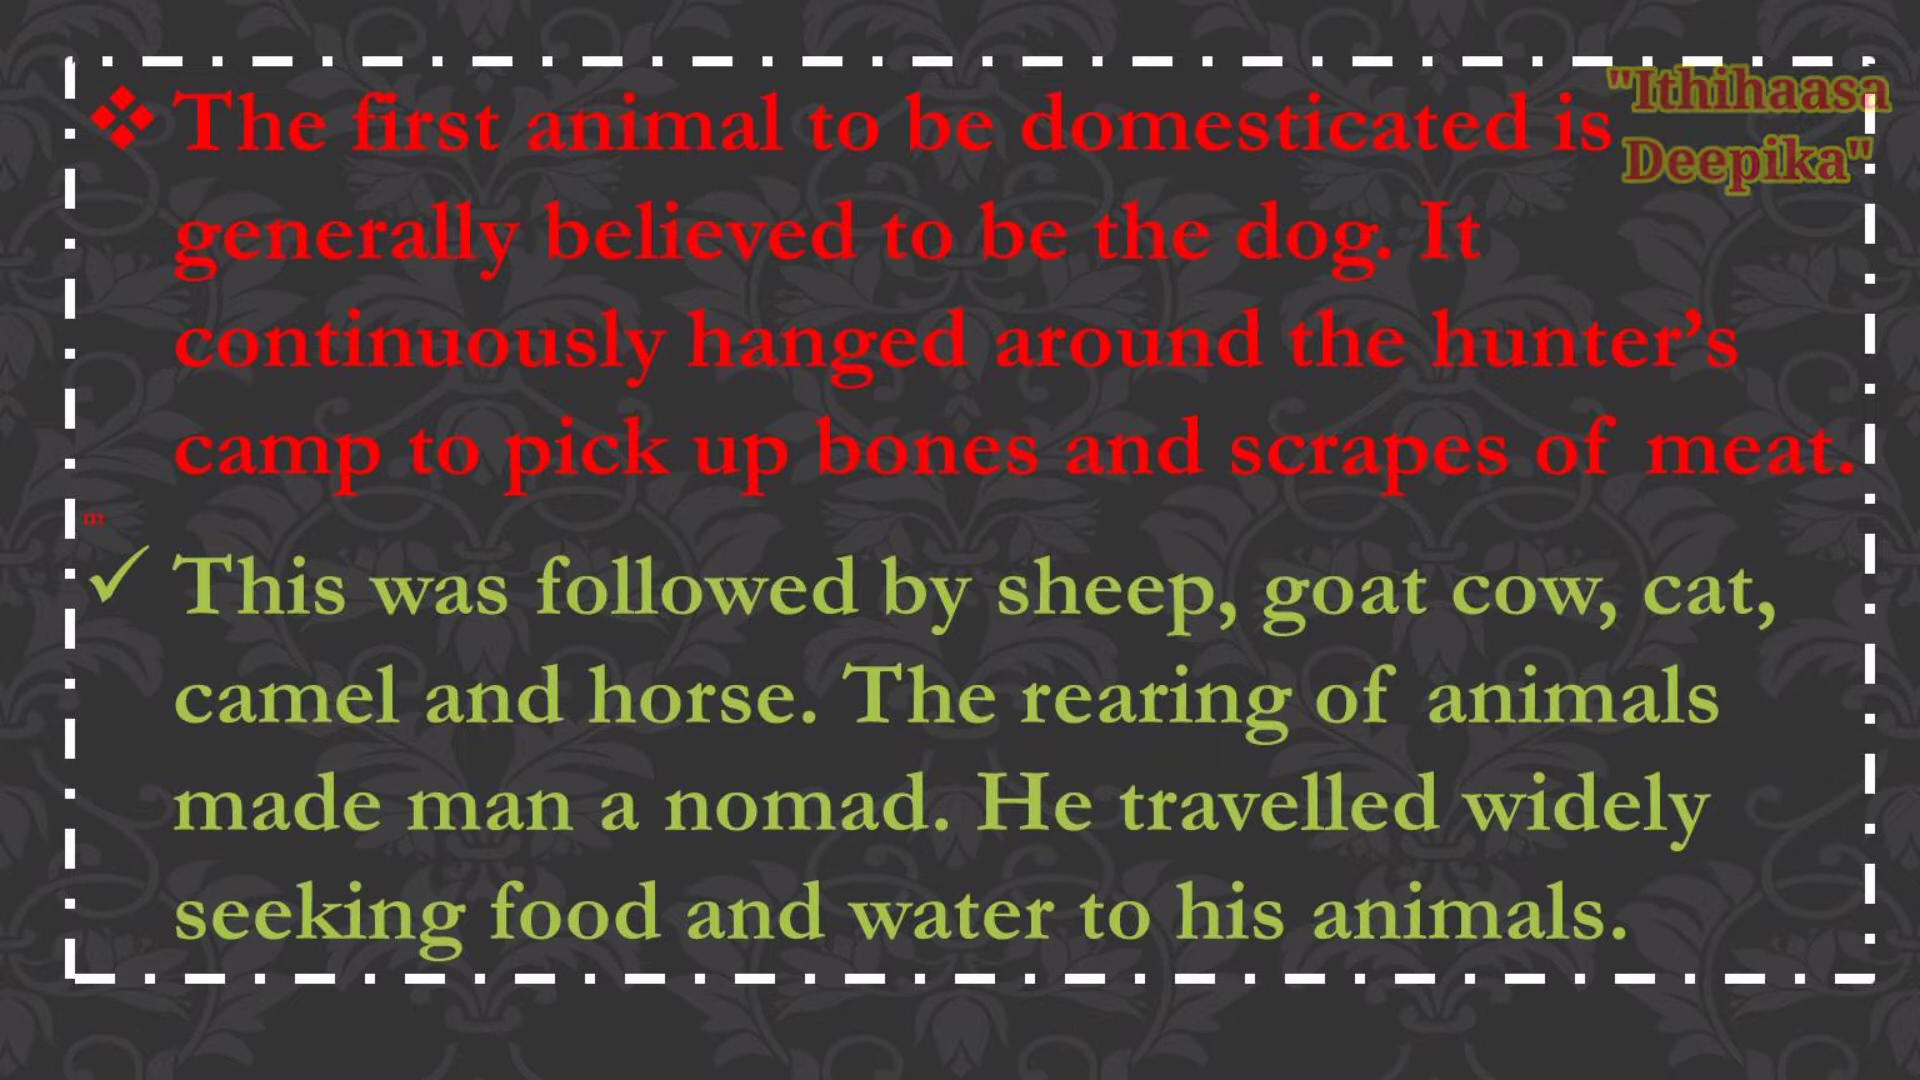 "Ithihaasa
Deepika"
❖ The first animal to be domesticated is
generally believed to be the dog. It
continuously hanged around the hunter’s
camp to pick up bones and scrapes of meat.
m
✓ This was followed by sheep, goat cow, cat,
camel and horse. The rearing of animals
made man a nomad. He travelled widely
seeking food and water to his animals.